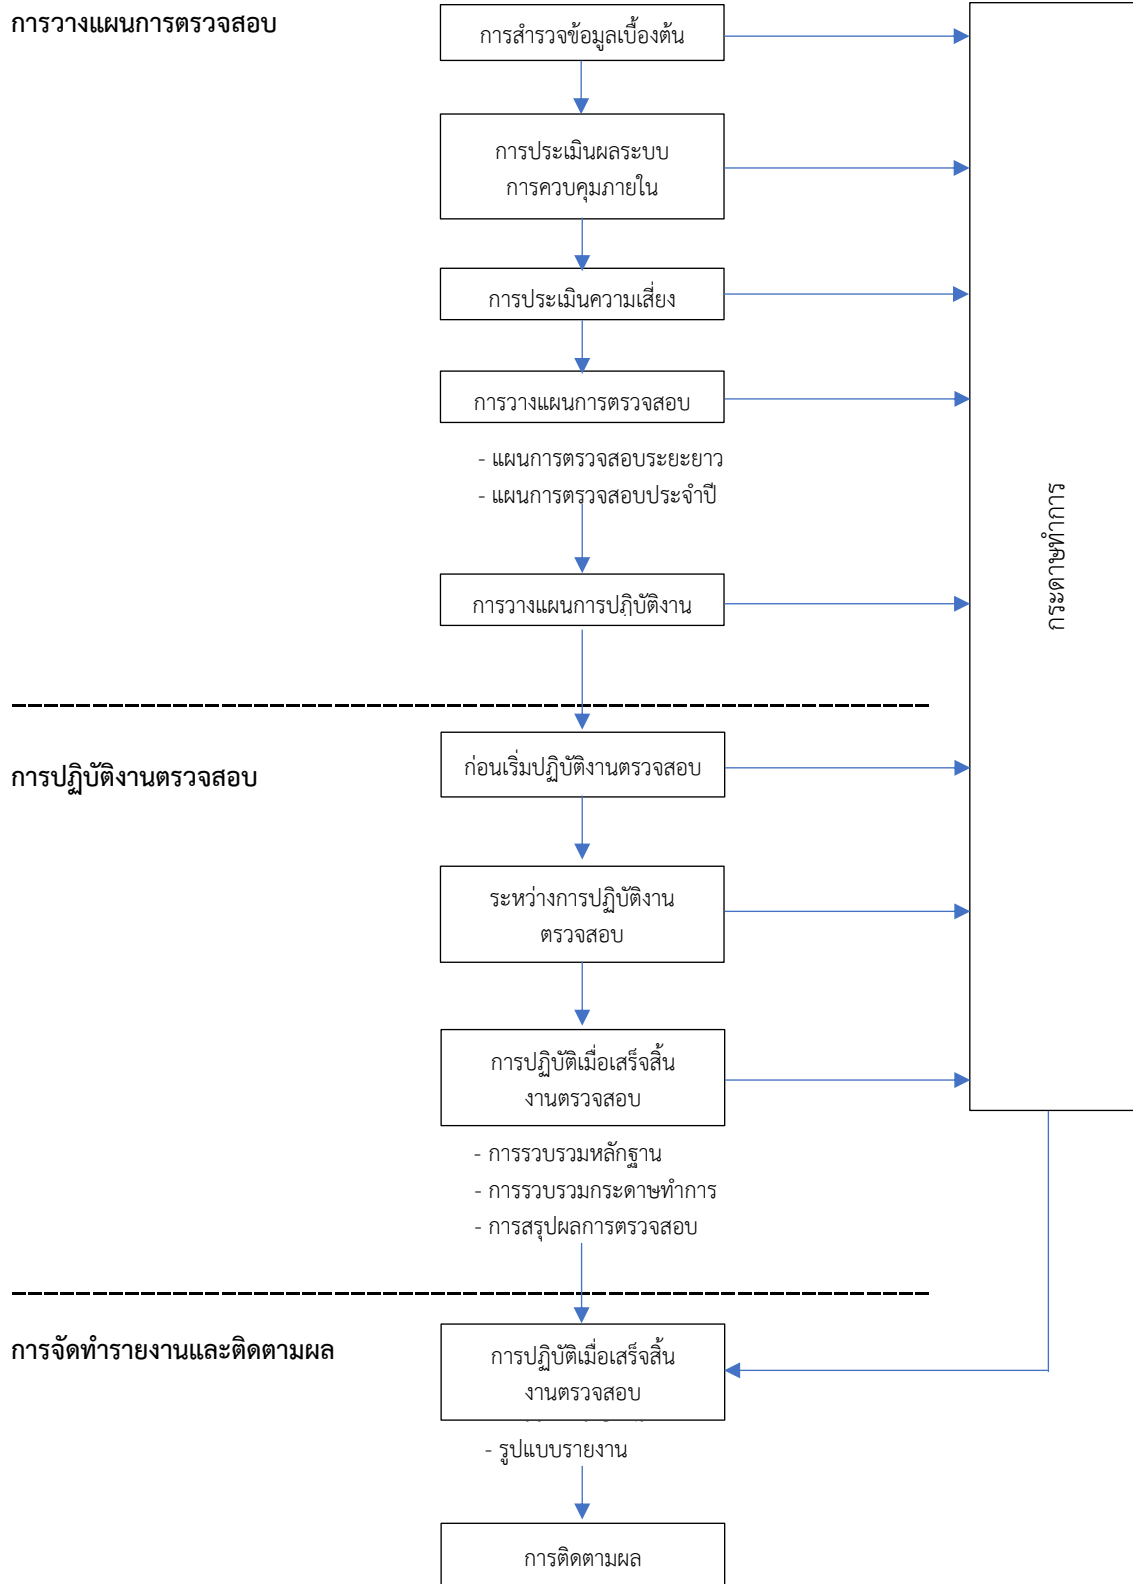 การวางแผนการตรวจสอบ
การสำรวจข้อมูลเบื้องต้น
การประเมินผลระบบ
การควบคุมภายใน
การประเมินความเสี่ยง
การวางแผนการตรวจสอบ
- แผนการตรวจสอบระยะยาว
- แผนการตรวจสอบประจำปี
การวางแผนการปฏิบัติงาน
กระดาษทำการ
การปฏิบัติงานตรวจสอบ
ก่อนเริ่มปฏิบัติงานตรวจสอบ
ระหว่างการปฏิบัติงาน
ตรวจสอบ
การปฏิบัติเมื่อเสร็จสิ้น
งานตรวจสอบ
- การรวบรวมหลักฐาน
- การรวบรวมกระดาษทำการ
- การสรุปผลการตรวจสอบ
การจัดทำรายงานและติดตามผล
การปฏิบัติเมื่อเสร็จสิ้น
งานตรวจสอบ
- รูปแบบรายงาน
การติดตามผล